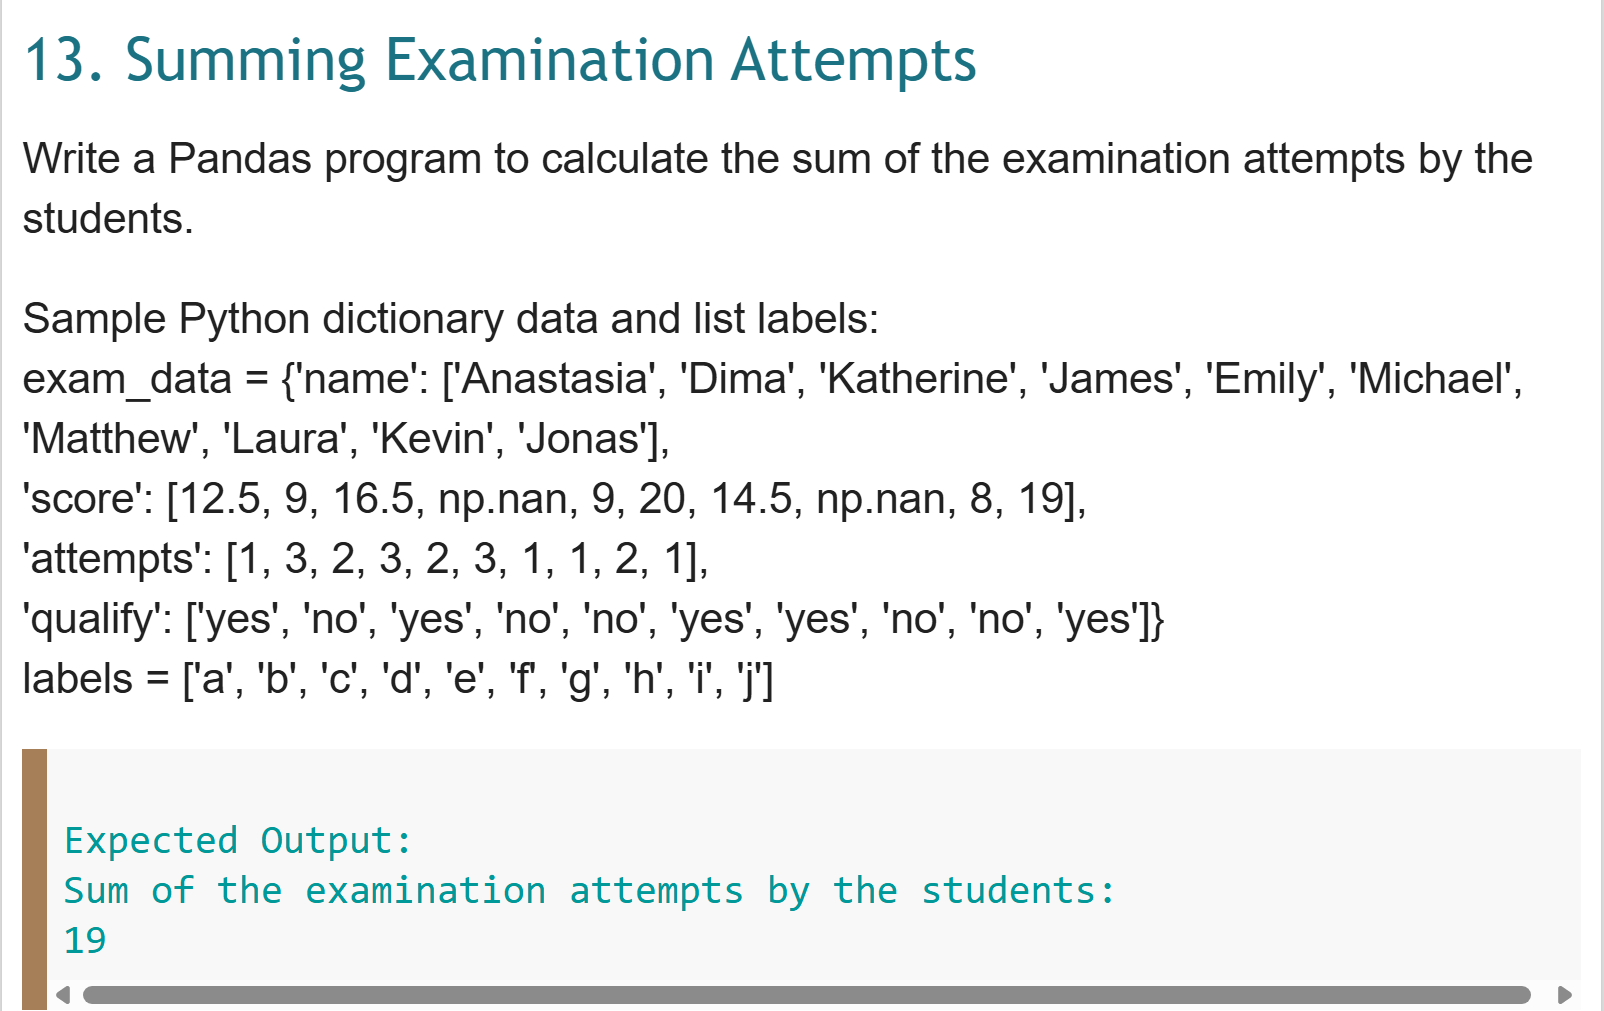 13. Summing Examination Attempts
Write a Pandas program to calculate the sum of the examination attempts by the
students.
Sample Python dictionary data and list labels:
exam_data = {'name': ['Anastasia', 'Dima', 'Katherine', 'James', 'Emily', 'Michael',
'Matthew', 'Laura', 'Kevin', 'Jonas'],
'score': [12.5, 9, 16.5, np.nan, 9, 20, 14.5, np.nan, 8, 19],
'attempts': [1, 3, 2, 3, 2, 3, 1, 1, 2, 1],
'qualify': ['yes', 'no', 'yes', 'no', 'no', 'yes', 'yes', 'no', 'no', 'yes']}
labels = ['a', 'b', 'c', 'd', 'e', 'f', 'g', 'h', 'i', 'j']
Expected Output:
Sum of the examination attempts by the students:
19